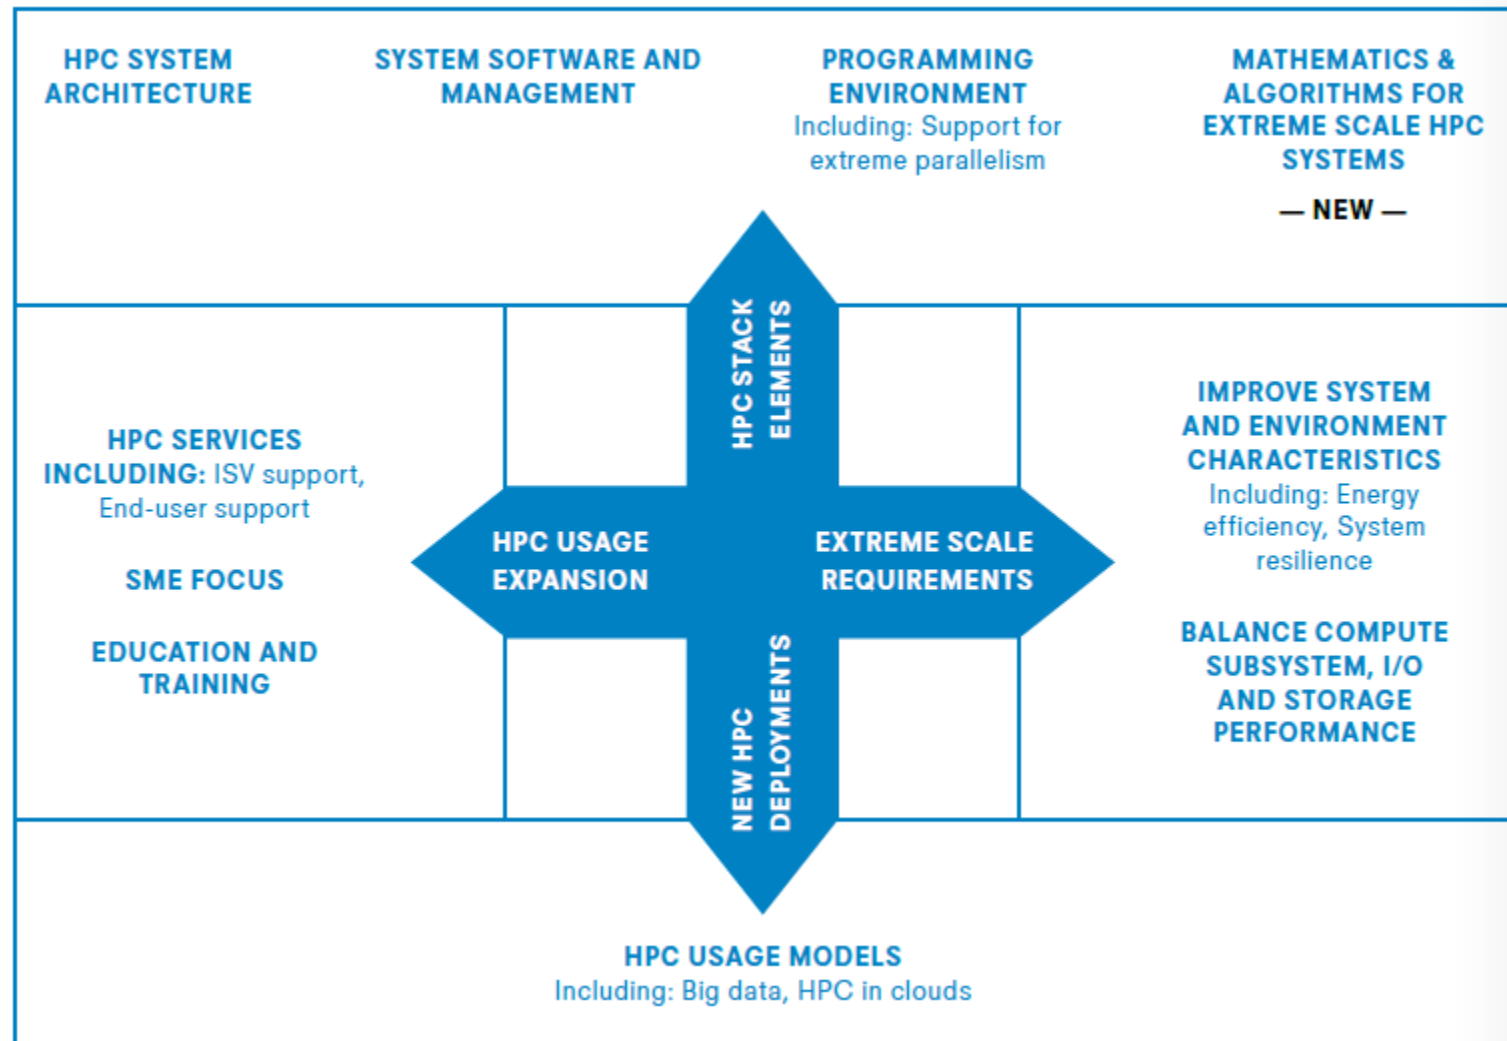 HPC SYSTEM
ARCHITECTURE
SYSTEM SOFTWARE AND
MANAGEMENT
PROGRAMMING
ENVIRONMENT
Including: Support for
extreme parallelism
MATHEMATICS &
ALGORITHMS FOR
EXTREME SCALE HPC
SYSTEMS
— NEW —
HPC STACK
ELEMENTS
HPC SERVICES
INCLUDING: ISV support,
End-user support
SME FOCUS
EDUCATION AND
TRAINING
HPC USAGE
EXPANSION
EXTREME SCALE
REQUIREMENTS
IMPROVE SYSTEM
AND ENVIRONMENT
CHARACTERISTICS
Including: Energy
efficiency, System
resilience
BALANCE COMPUTE
SUBSYSTEM, I/O
AND STORAGE
PERFORMANCE
NEW HPC
DEPLOYMENTS
HPC USAGE MODELS
Including: Big data, HPC in clouds